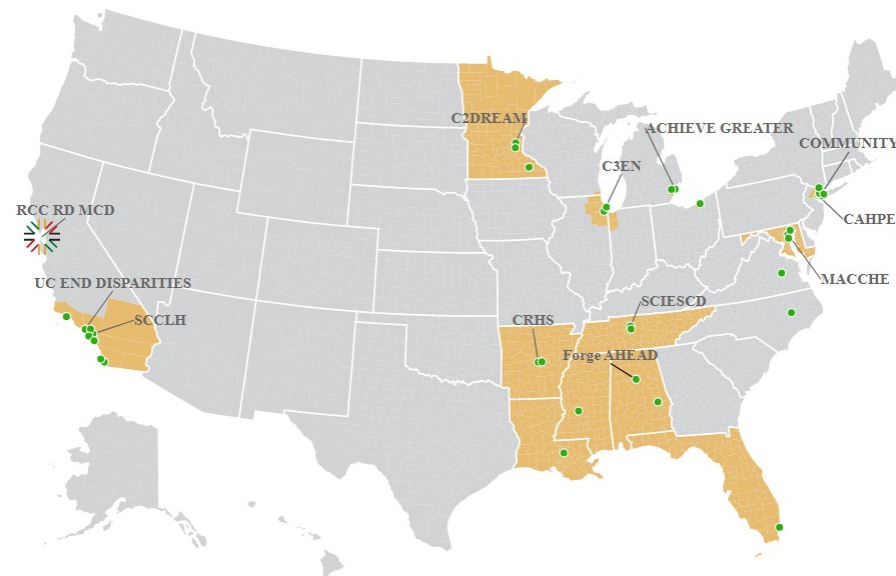 C2DREAM
ACHIEVE GREATER
COMMUNITY
C3EN
RCC RD MCD
CAHPE
UC END DISPARITIES
MACCHE
SCCLH
SCIESCD
CRHS
Forge AHEAD